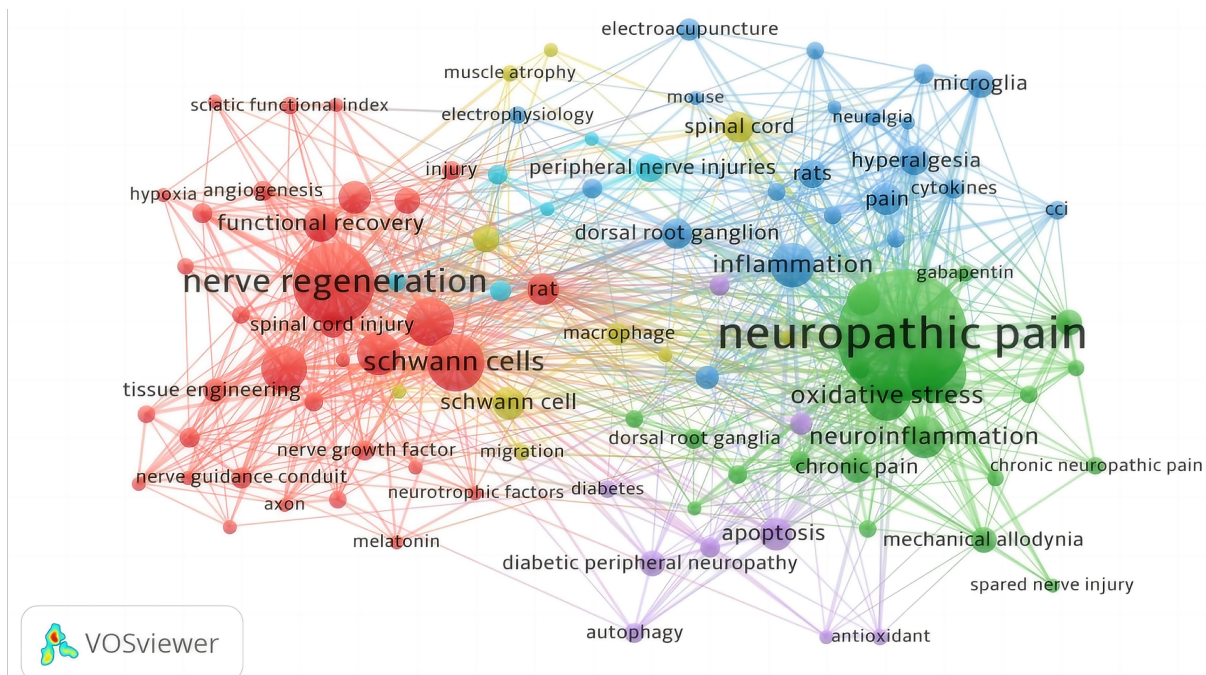 electroacupuncture
muscle atrophy
microglia
sciatic functional index
mouse
electrophysiology
neuralgia
spinal cord
injury
peripheral nerve injuries
rats
hyperalgesia
hypoxia
angiogenesis
pain
cytokines
cci
functional recovery
dorsal root ganglion
inflammation
gabapentin
nerve regeneration
rat
spinal cord injury
macrophage
neuropathic pain
schwann cells
tissue engineering
schwann cell
oxidative stress
nerve growth factor
migration
dorsal root ganglia
neuroinflammation
chronic pain
chronic neuropathic pain
nerve guidance conduit
neurotrophic factors
diabetes
axon
melatonin
apoptosis
mechanical allodynia
diabetic peripheral neuropathy
spared nerve injury
autophagy
antioxidant
VOSviewer